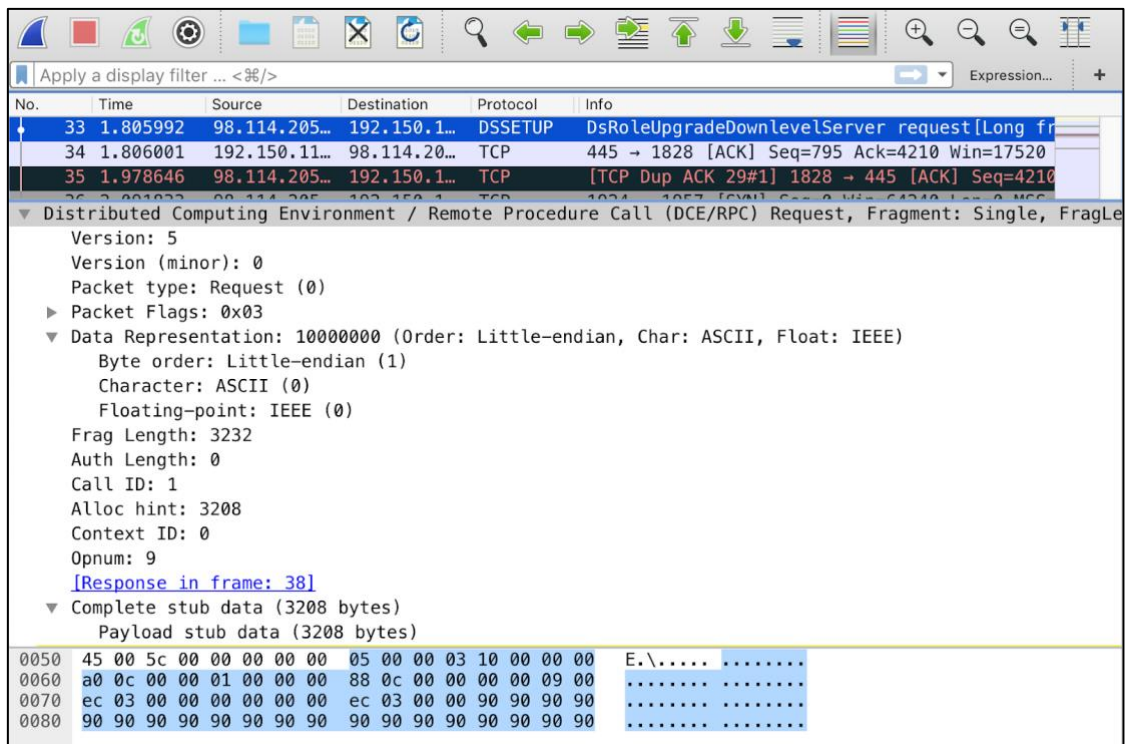 Apply a display filter ... <⌘/>
Expression...
+
No. Time Source Destination Protocol Info
33 1.805992 98.114.205… 192.150.1… DSSETUP DsRoleUpgradeDownlevelServer request[Long fr
34 1.806001 192.150.11… 98.114.20… TCP 445 → 1828 [ACK] Seq=795 Ack=4210 Win=17520
35 1.978646 98.114.205… 192.150.1… TCP [TCP Dup ACK 29#1] 1828 → 445 [ACK] Seq=4210
Distributed Computing Environment / Remote Procedure Call (DCE/RPC) Request, Fragment: Single, FragLe
Version: 5
Version (minor): 0
Packet type: Request (0)
Packet Flags: 0x03
Data Representation: 10000000 (Order: Little-endian, Char: ASCII, Float: IEEE)
Byte order: Little-endian (1)
Character: ASCII (0)
Floating-point: IEEE (0)
Frag Length: 3232
Auth Length: 0
Call ID: 1
Alloc hint: 3208
Context ID: 0
Opnum: 9
[Response in frame: 38]
Complete stub data (3208 bytes)
Payload stub data (3208 bytes)
0050 45 00 5c 00 00 00 00 00 05 00 00 03 10 00 00 00 E.\..... ........
0060 a0 0c 00 00 01 00 00 00 88 0c 00 00 00 00 09 00 ........ ........
0070 ec 03 00 00 00 00 00 00 ec 03 00 00 90 90 90 90 ........ ........
0080 90 90 90 90 90 90 90 90 90 90 90 90 90 90 90 90 ........ ........